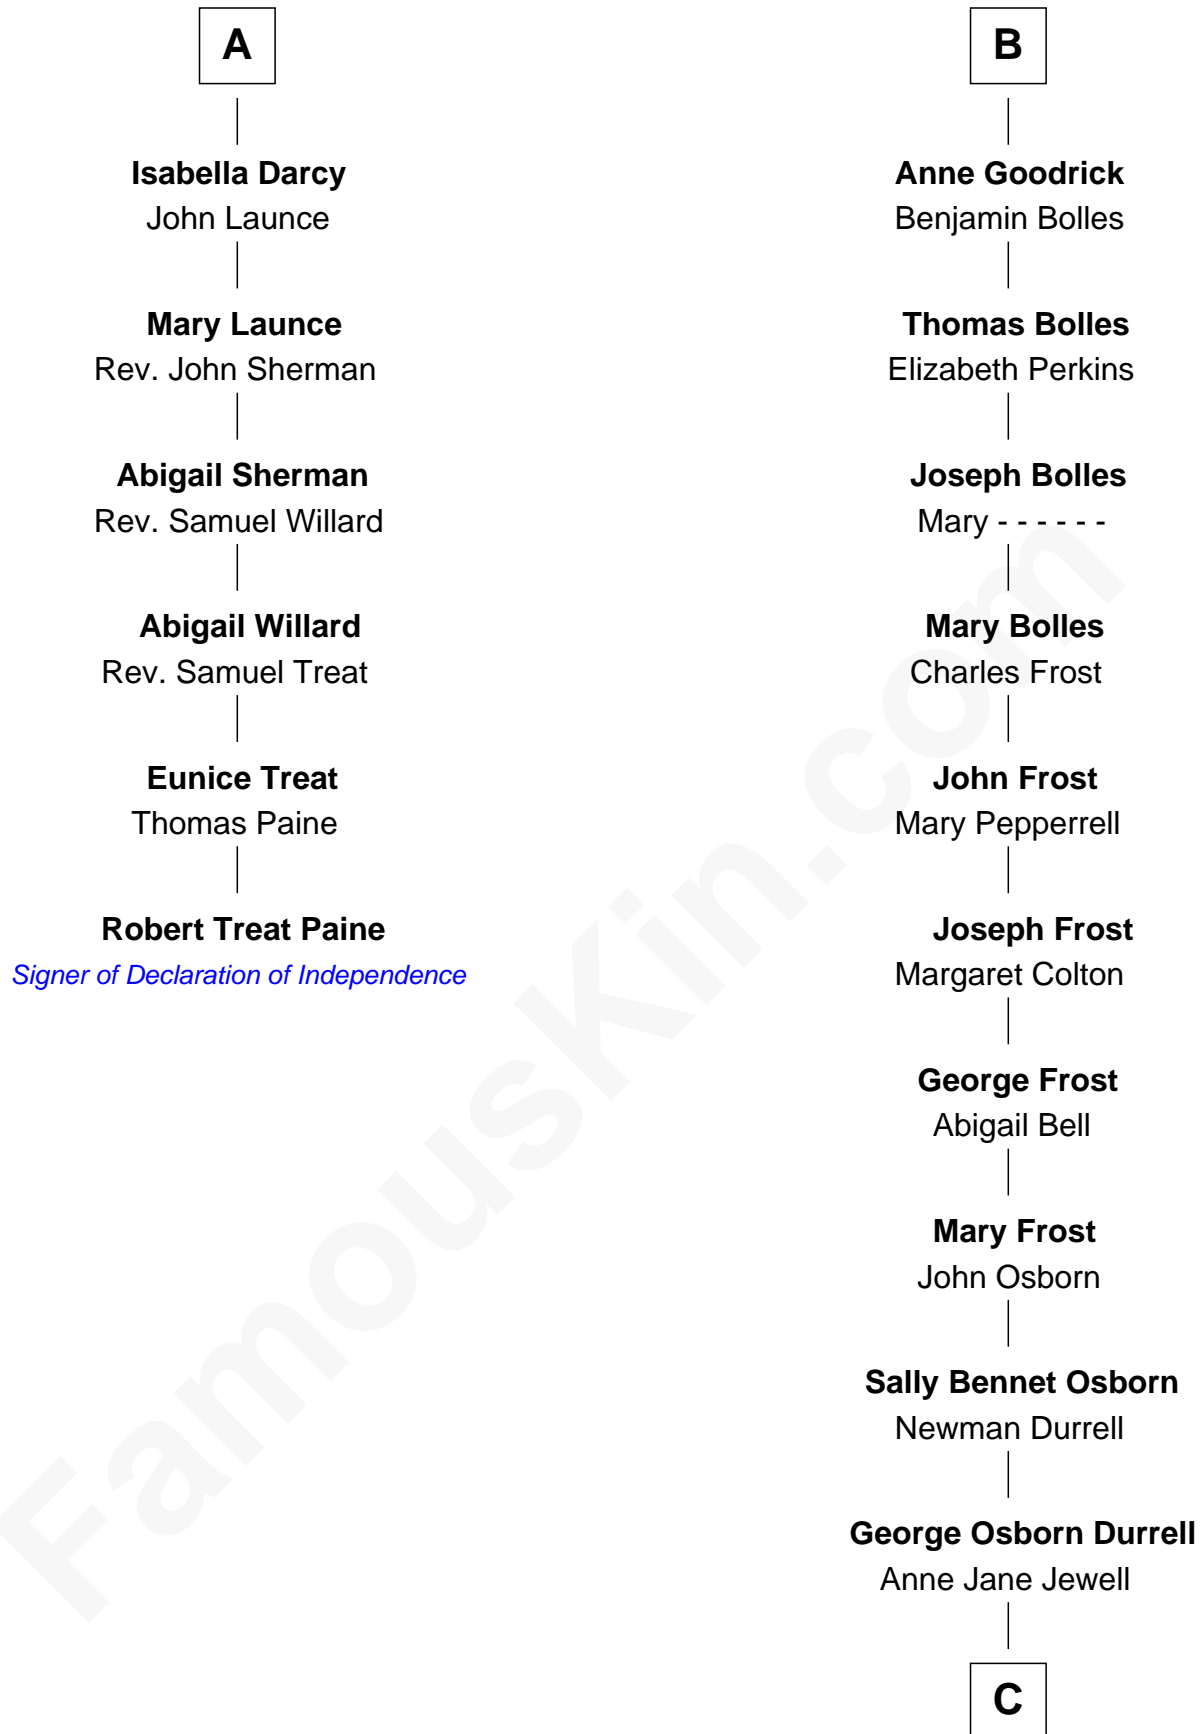 A
Isabella Darcy
John Launce
Mary Launce
Rev. John Sherman
Abigail Sherman
Rev. Samuel Willard
Abigail Willard
Rev. Samuel Treat
Eunice Treat
Thomas Paine
Robert Treat Paine
Signer of Declaration of Independence
B
Anne Goodrick
Benjamin Bolles
Thomas Bolles
Elizabeth Perkins
Joseph Bolles
Mary - - - - - -
Mary Bolles
Charles Frost
John Frost
Mary Pepperrell
Joseph Frost
Margaret Colton
George Frost
Abigail Bell
Mary Frost
John Osborn
Sally Bennet Osborn
Newman Durrell
George Osborn Durrell
Anne Jane Jewell
C
FamousKin.com